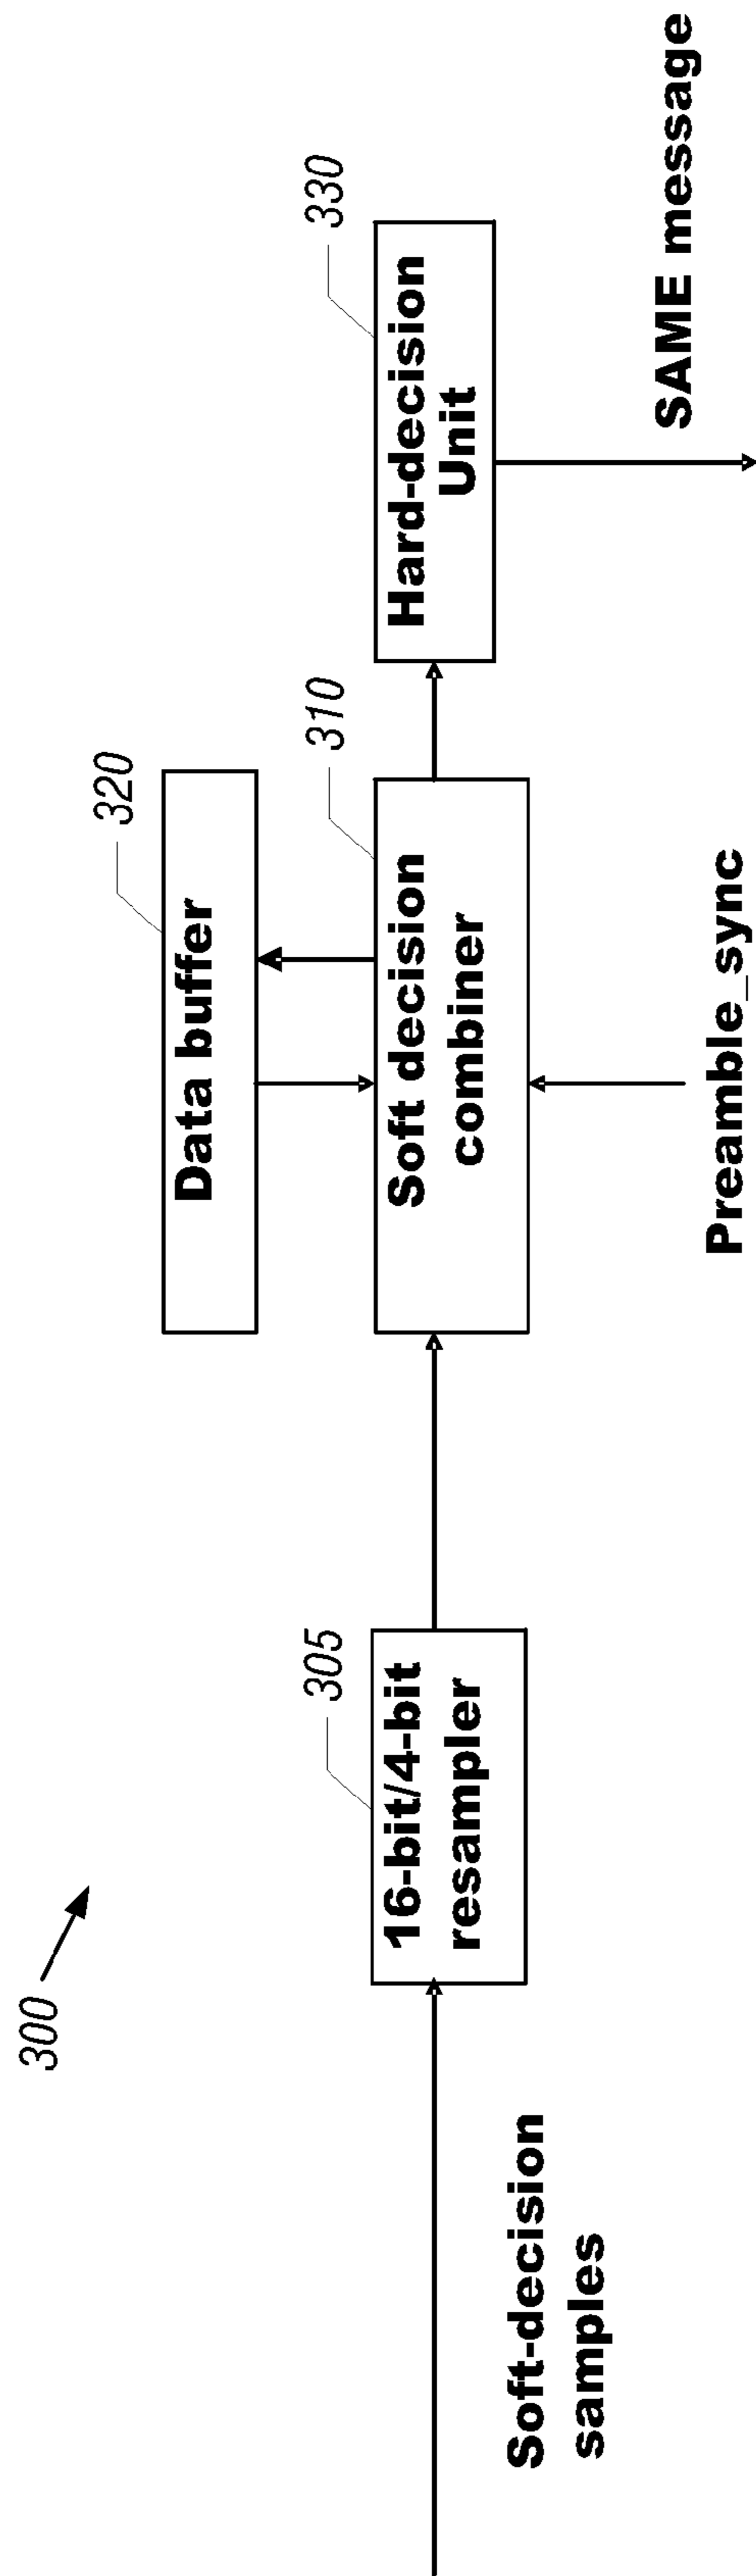 300
320
Data buffer
305
310
330
16-bit/4-bit
resampler
Soft decision
combiner
Hard-decision
Unit
Soft-decision
samples
Preamble_sync
SAME message